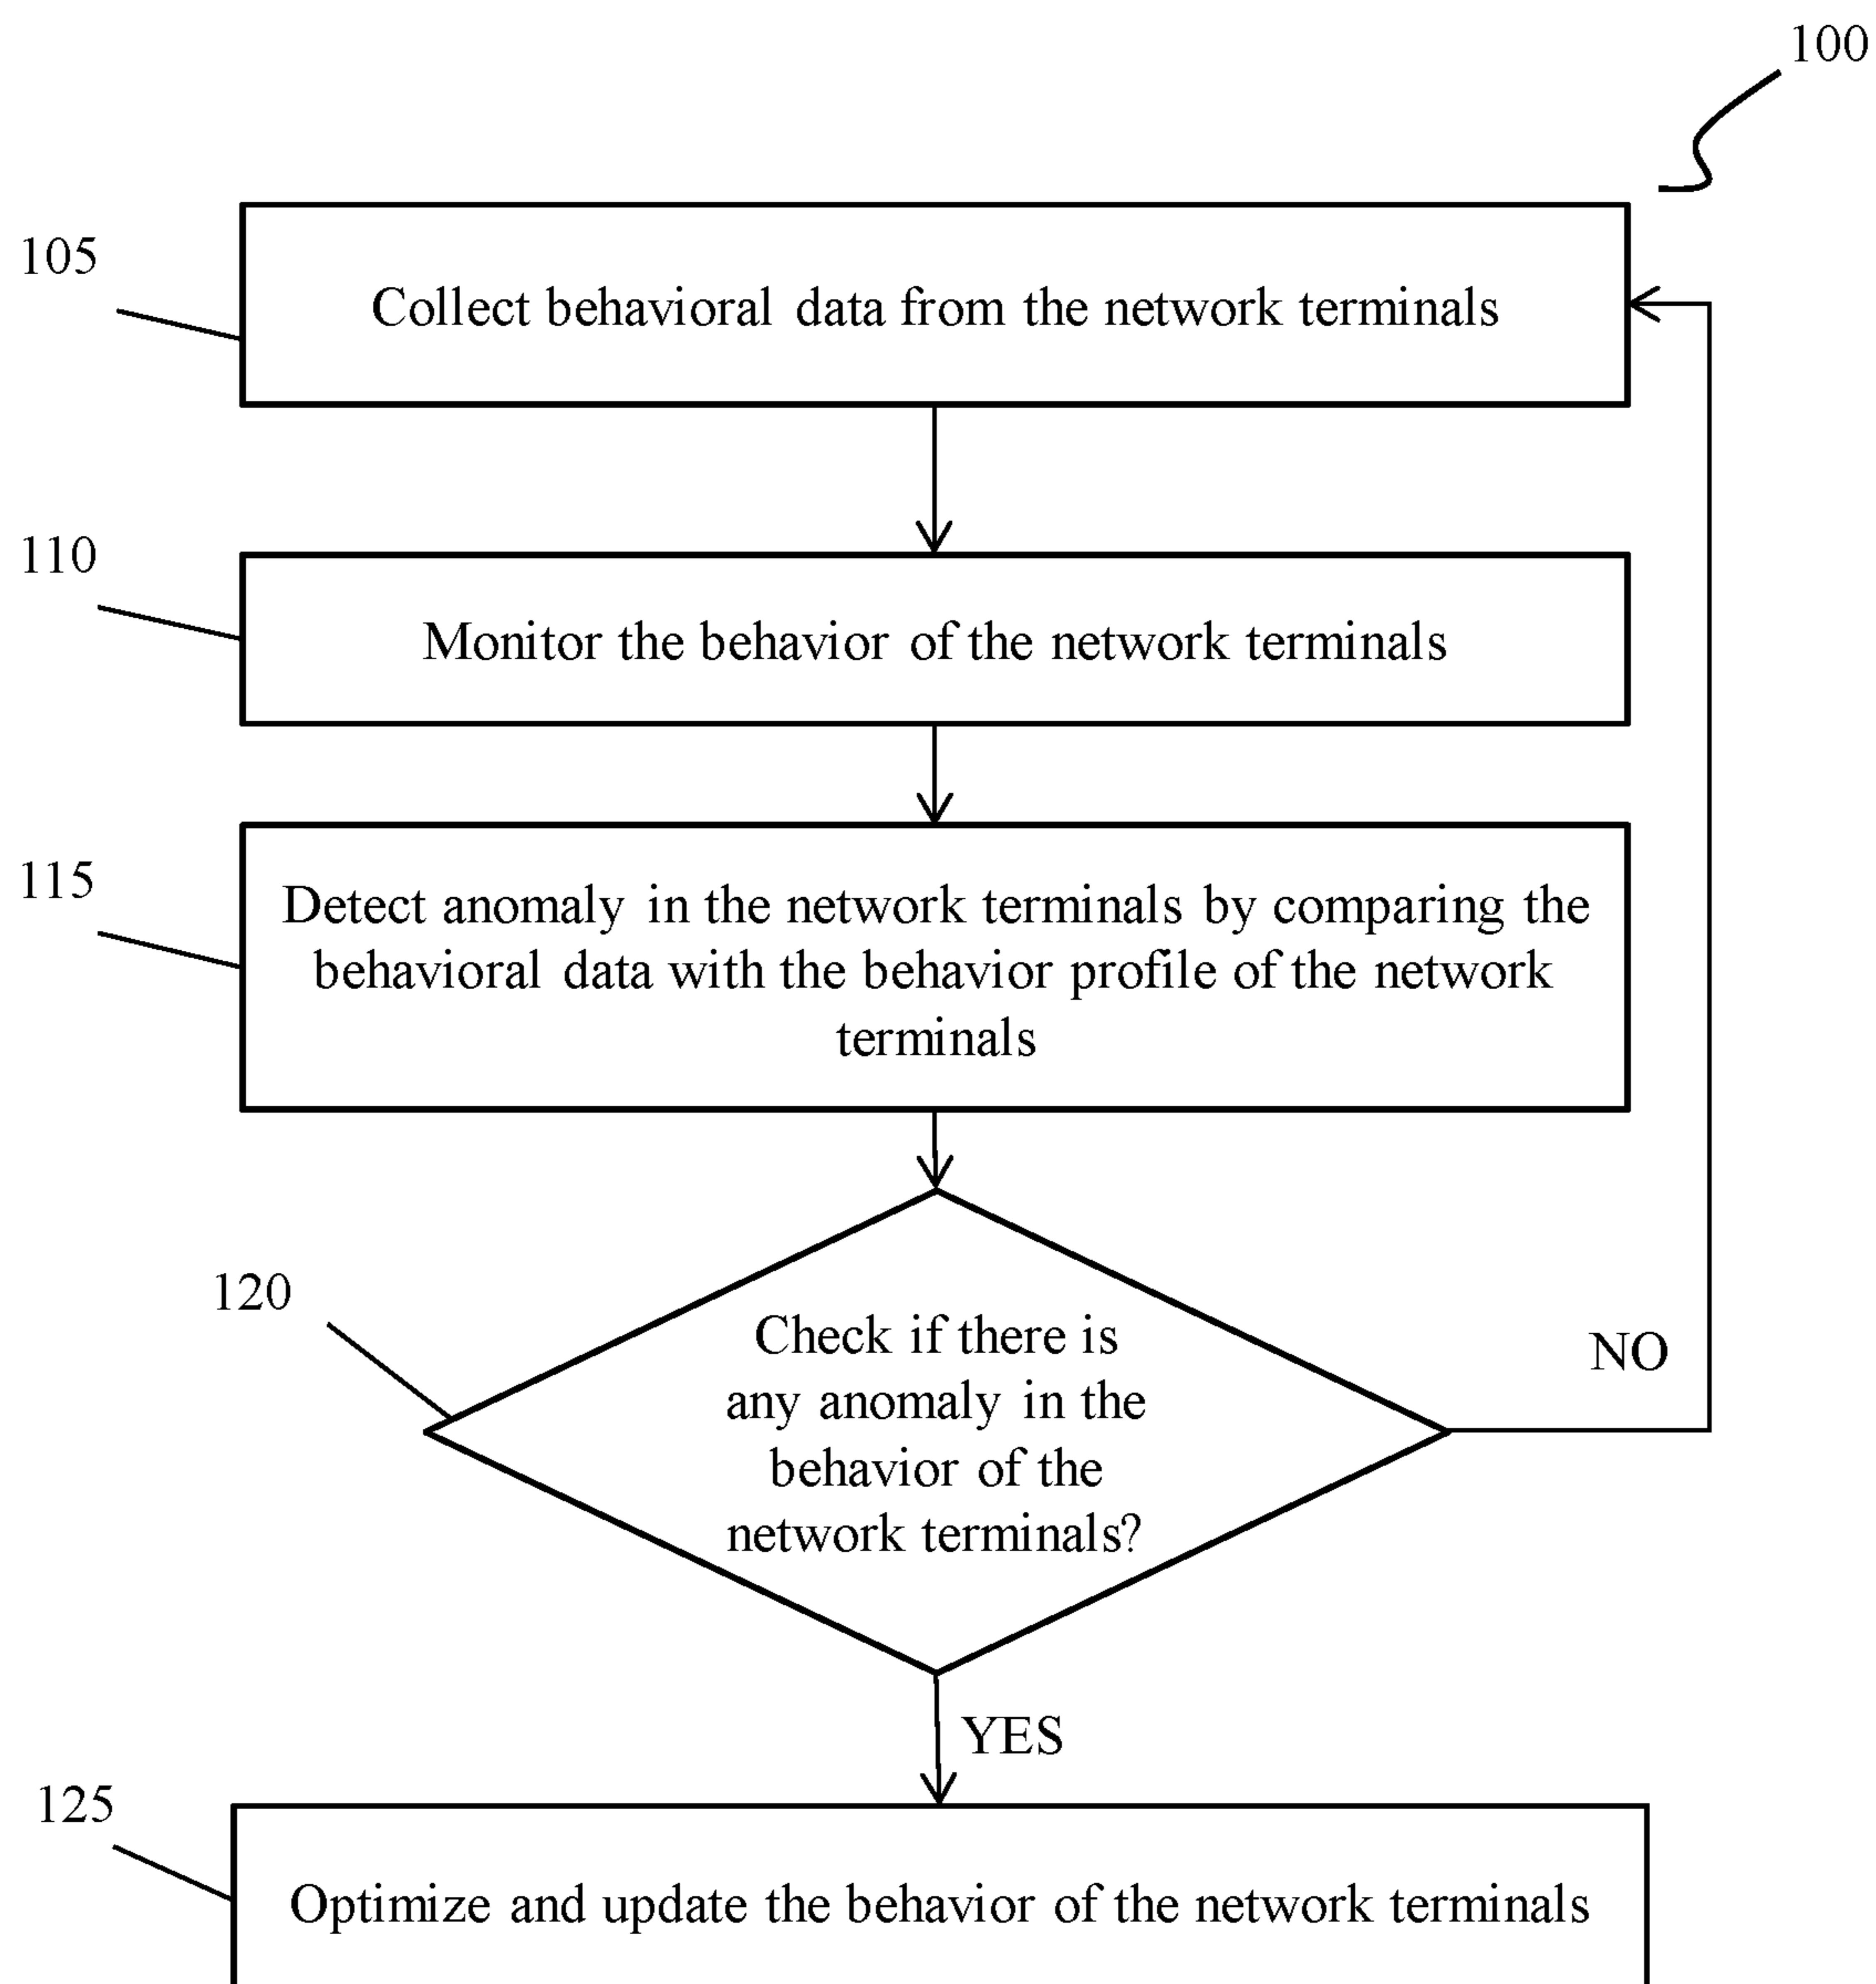 100
105
Collect behavioral data from the network terminals
110
Monitor the behavior of the network terminals
115
Detect anomaly in the network terminals by comparing the
behavioral data with the behavior profile of the network
terminals
120
Check if there is
any anomaly in the
behavior of the
network terminals?
NO
YES
125
Optimize and update the behavior of the network terminals